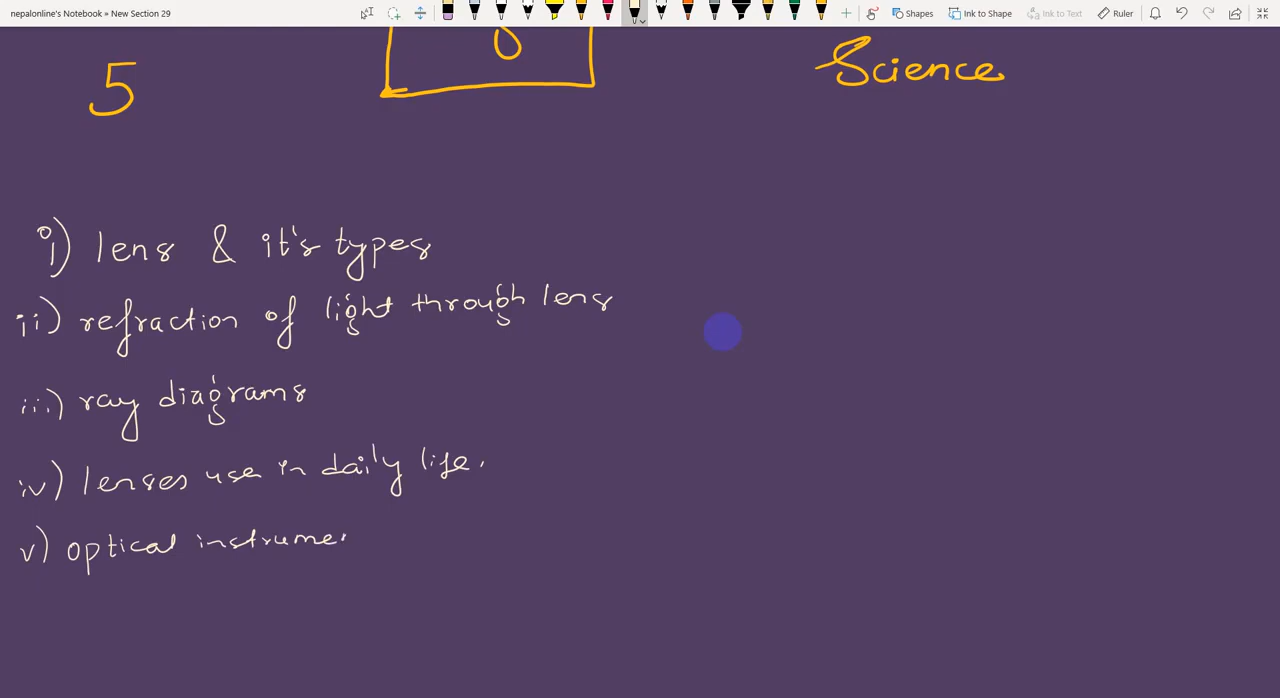 nepalonline's Notebook » New Section 29
Shapes Ink to Shape Ink to Text Ruler
5
Science
i) lens & it's types
ii) refraction of light through lens
iii) ray diagrams
iv) lenses use in daily life.
v) optical instrume